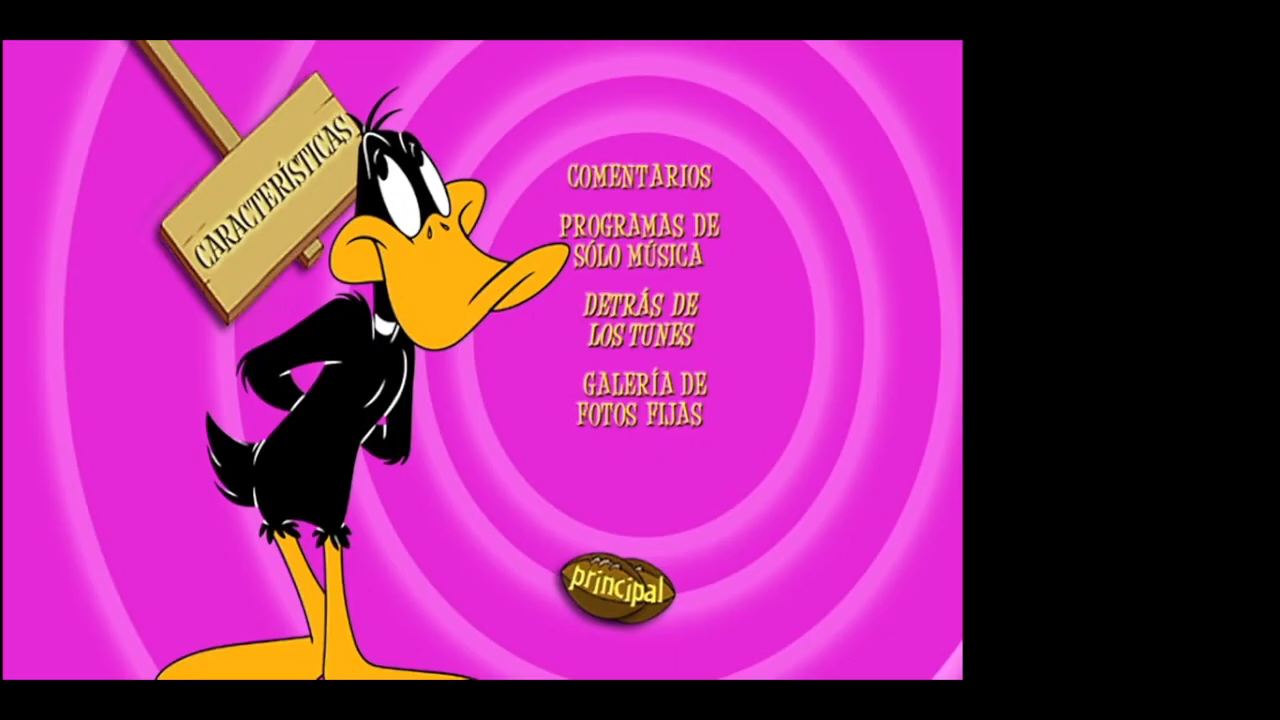 CARACTERÍSTICAS
COMENTARIOS
PROGRAMAS DE
SÓLO MÚSICA
DETRÁS DE
LOS TUNES
GALERÍA DE
FOTOS FIJAS
principal